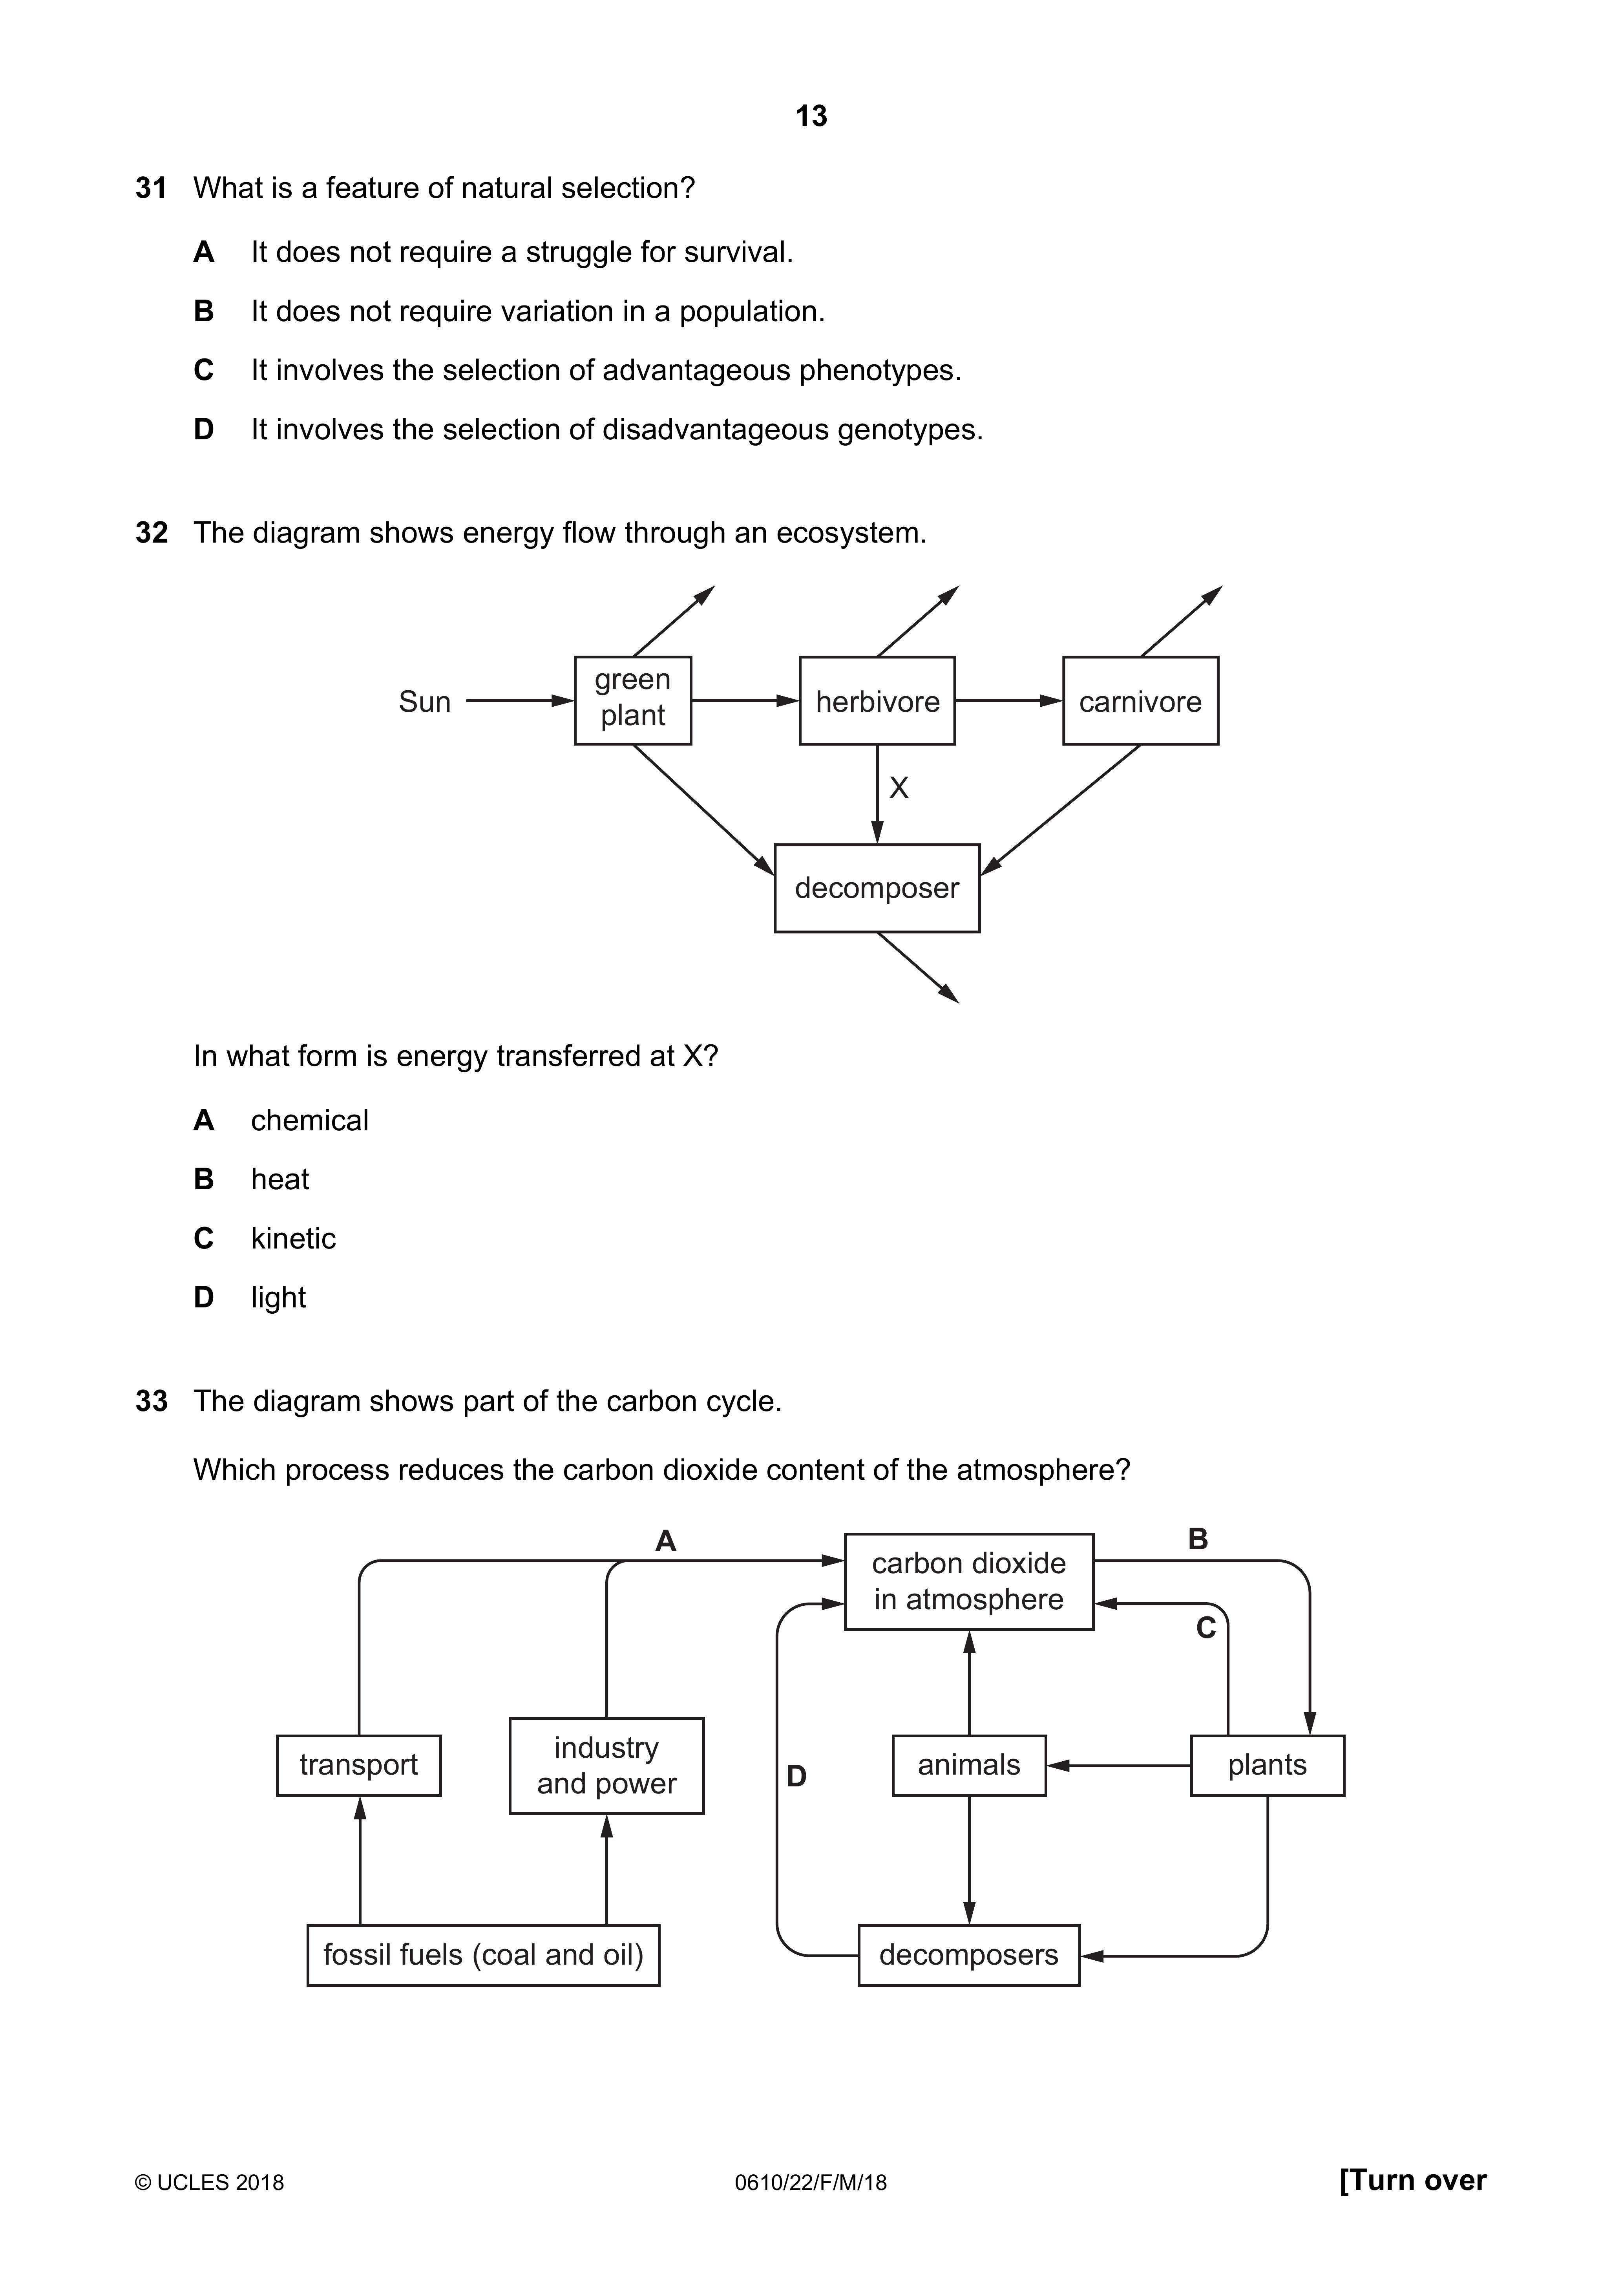 13
31 What is a feature of natural selection?
A It does not require a struggle for survival.
B It does not require variation in a population.
C It involves the selection of advantageous phenotypes.
D It involves the selection of disadvantageous genotypes.
32 The diagram shows energy flow through an ecosystem.
Sun
green
plant
herbivore
carnivore
X
decomposer
In what form is energy transferred at X?
A chemical
B heat
C kinetic
D light
33 The diagram shows part of the carbon cycle.
Which process reduces the carbon dioxide content of the atmosphere?
A
B
carbon dioxide
in atmosphere
C
transport
industry
and power
D
animals
plants
fossil fuels (coal and oil)
decomposers
© UCLES 2018
0610/22/F/M/18
[Turn over